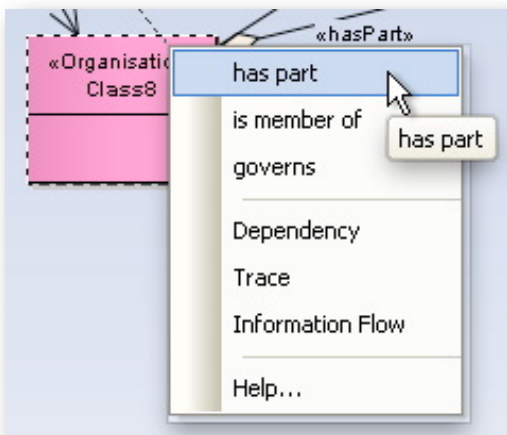 «hasPart»
«Organisatio
Class8
has part
is member of
has part
governs
Dependency
Trace
Information Flow
Help...